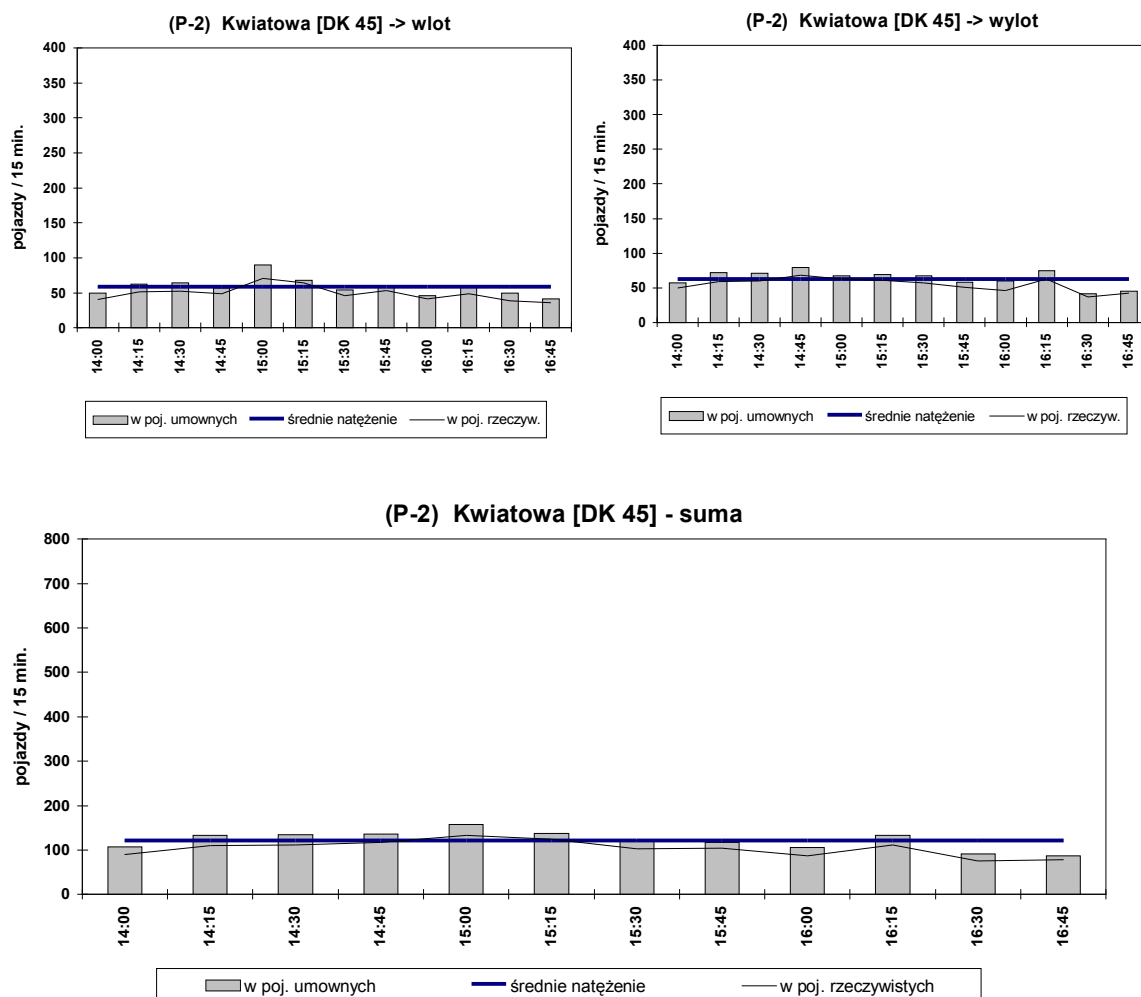 (P-2) Kwiatowa [DK 45] -> wlot
pojazdy / 15 min.
400
350
300
250
200
150
100
50
0
14:00 14:15 14:30 14:45 15:00 15:15 15:30 15:45 16:00 16:15 16:30 16:45
w poj. umownych średnie natężenie w poj. rzeczyw.
(P-2) Kwiatowa [DK 45] -> wylot
pojazdy / 15 min.
400
350
300
250
200
150
100
50
0
14:00 14:15 14:30 14:45 15:00 15:15 15:30 15:45 16:00 16:15 16:30 16:45
w poj. umownych średnie natężenie w poj. rzeczyw.
(P-2) Kwiatowa [DK 45] - suma
pojazdy / 15 min.
800
700
600
500
400
300
200
100
0
14:00 14:15 14:30 14:45 15:00 15:15 15:30 15:45 16:00 16:15 16:30 16:45
w poj. umownych średnie natężenie w poj. rzeczywistych